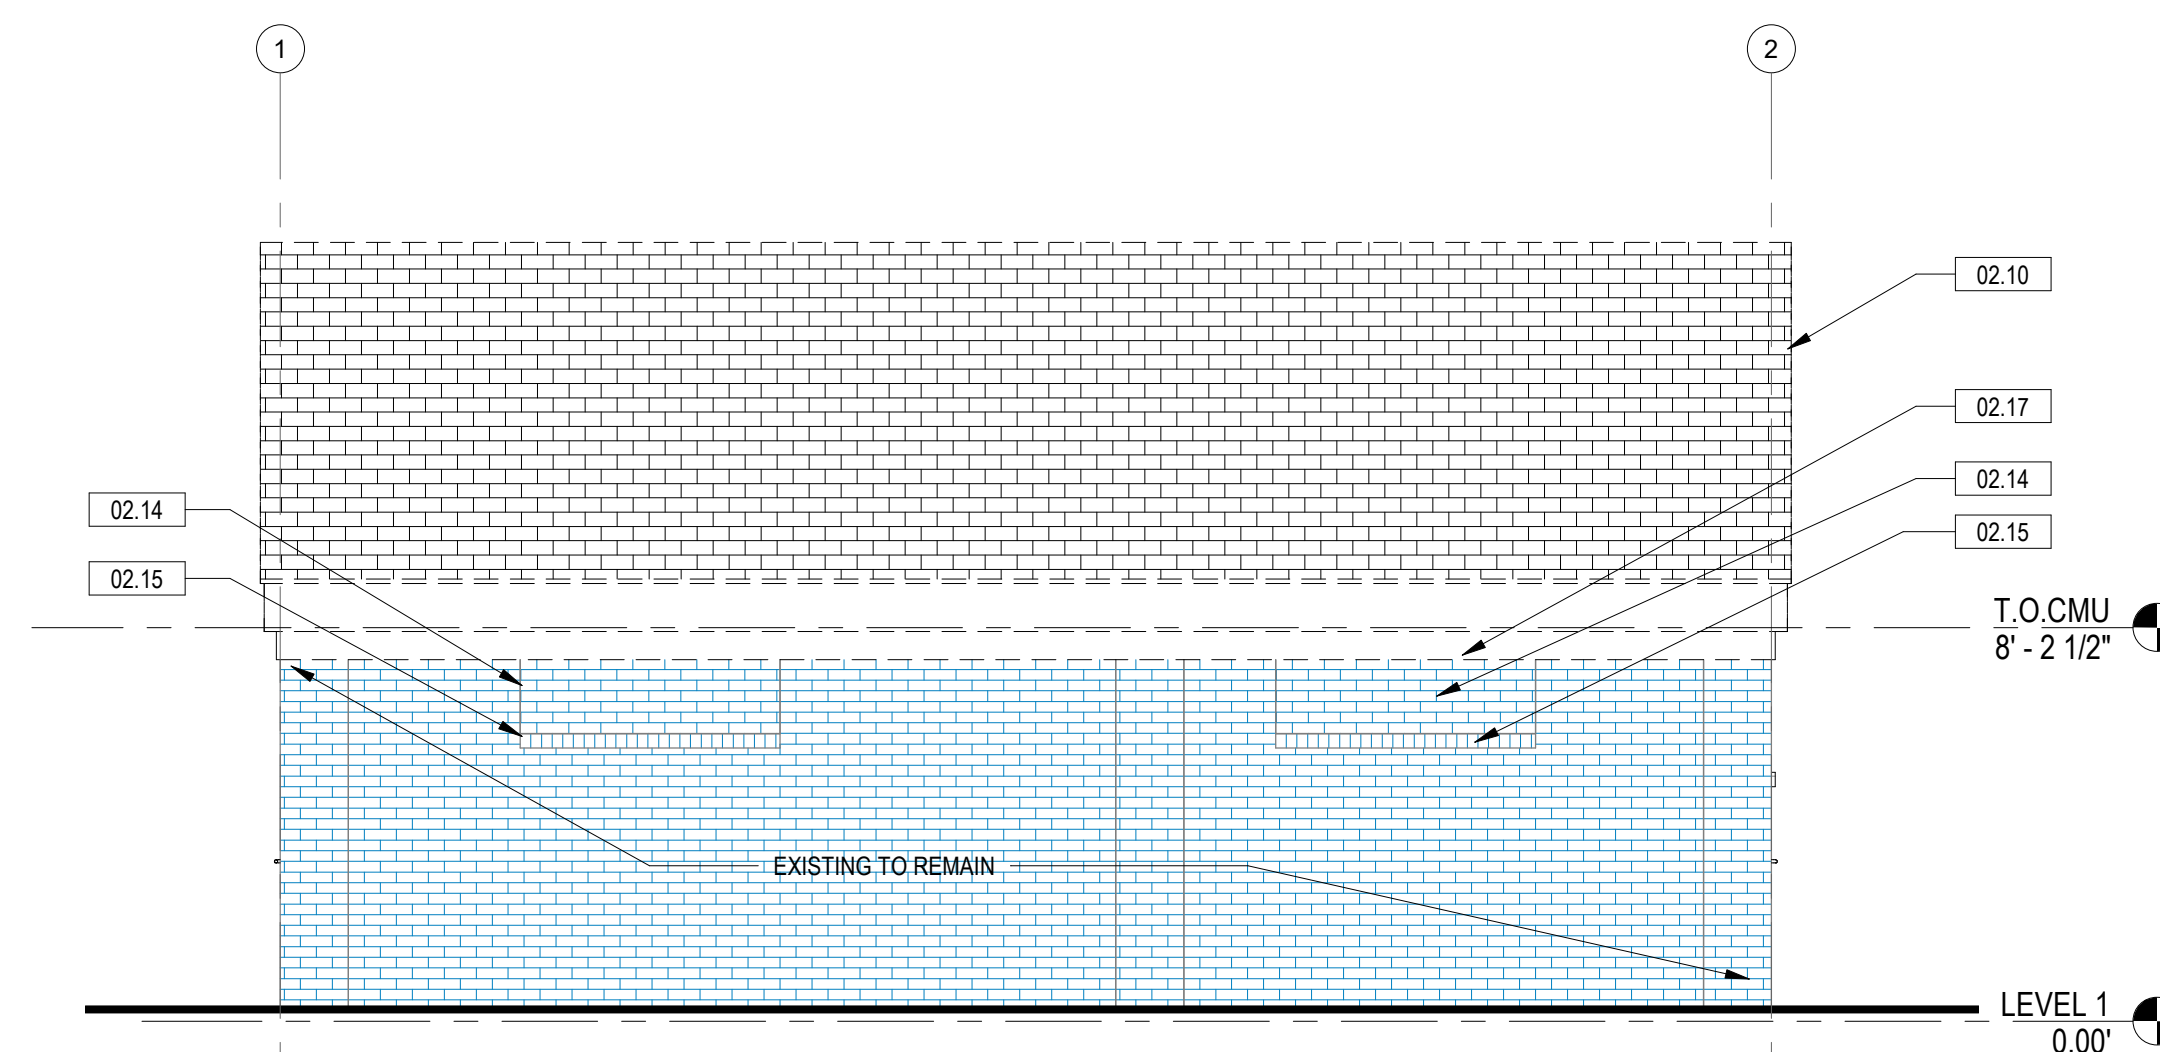 1
2
02.10
02.17
02.14
02.14
02.15
02.15
T.O.CMU
8' - 2 1/2"
EXISTING TO REMAIN
LEVEL 1
0.00'